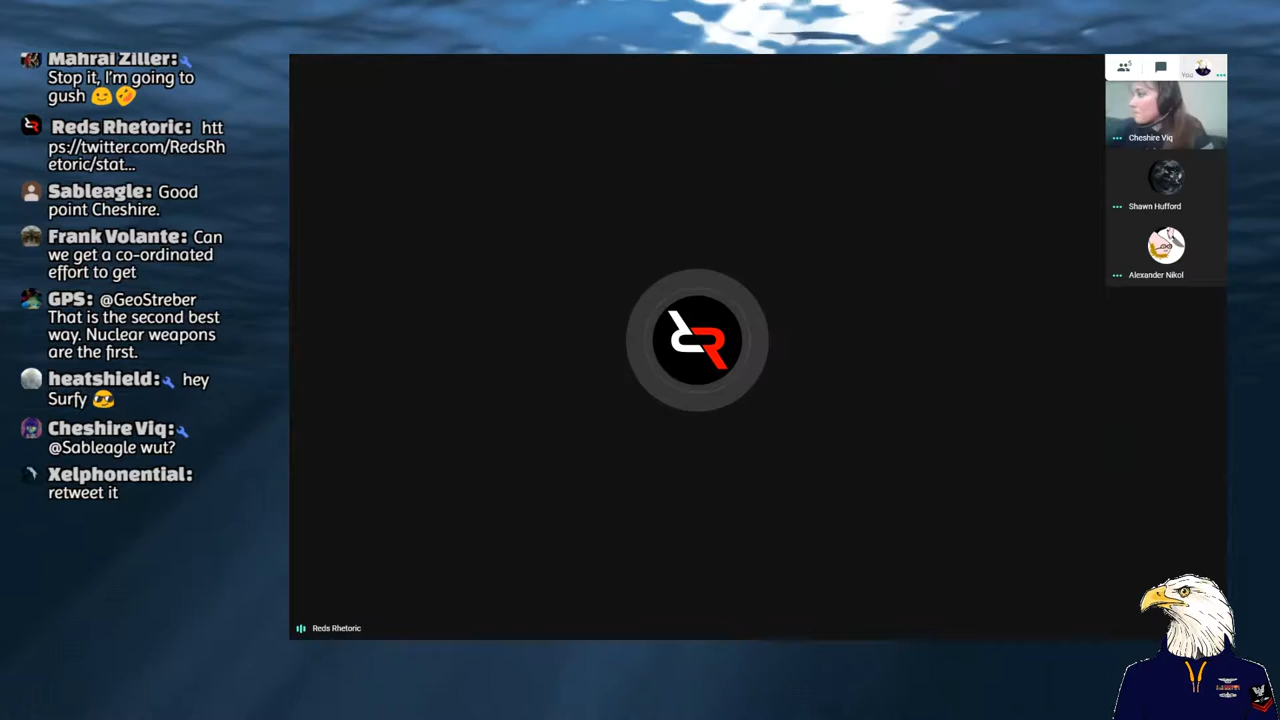 Mahral Ziller:
Stop it, I'm going to
gush
Reds Rhetoric: htt
ps://twitter.com/RedsRh
etoric/stat...
Sableagle: Good
point Cheshire.
Frank Volante: Can
we get a co-ordinated
effort to get
GPS: @GeoStreber
That is the second best
way. Nuclear weapons
are the first.
heatshield: hey
Surfy
Cheshire Viq:
@Sableagle wut?
Xelphonential:
retweet it
5
You
Cheshire Viq
Shawn Hufford
Alexander Nikol
Reds Rhetoric